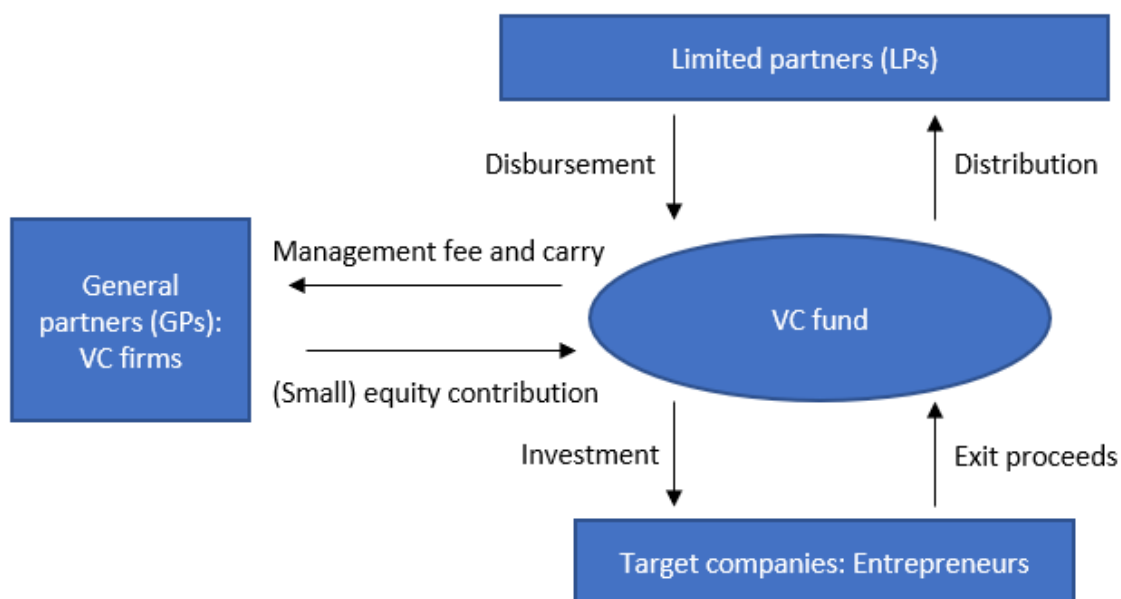 Limited partners (LPs)
Disbursement
Distribution
Management fee and carry
General
partners (GPs):
VC firms
VC fund
(Small) equity contribution
Investment
Exit proceeds
Target companies: Entrepreneurs